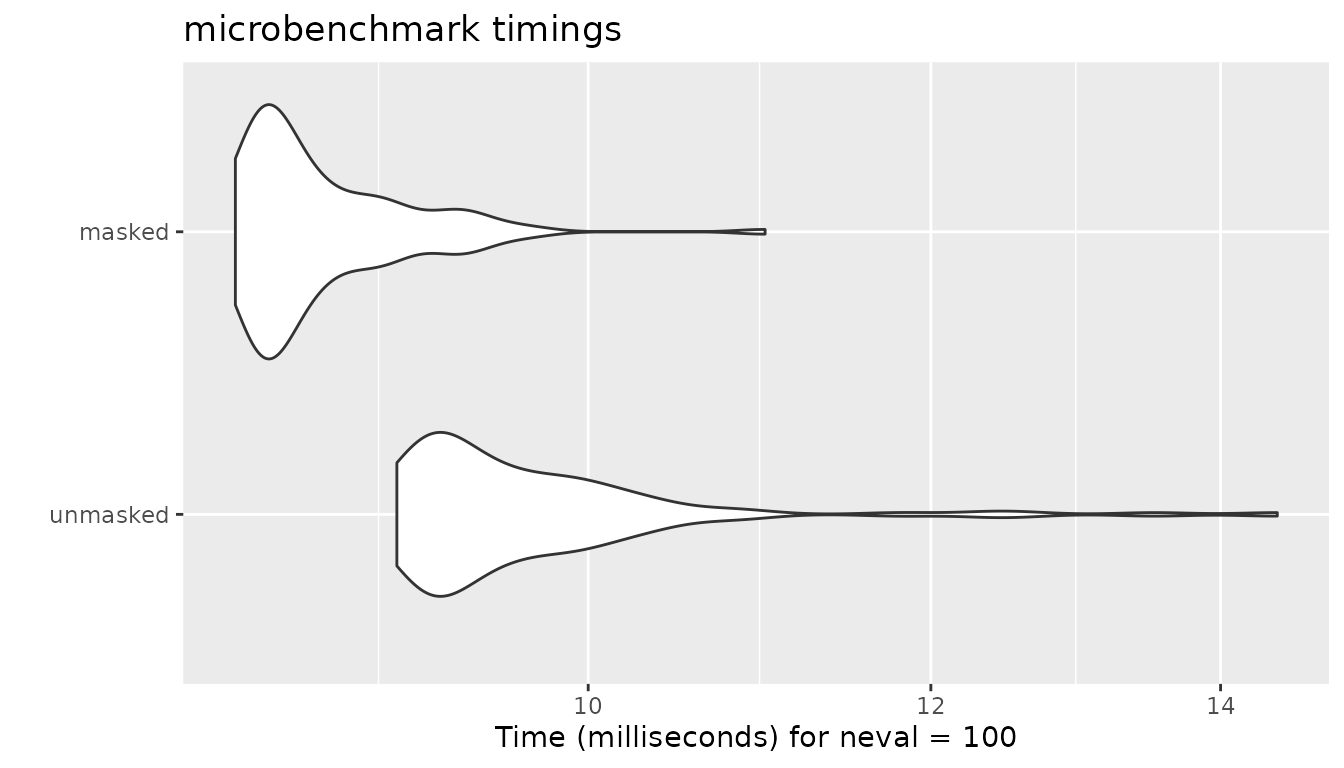 microbenchmark timings
masked
unmasked
10
12
14
Time (milliseconds) for neval = 100